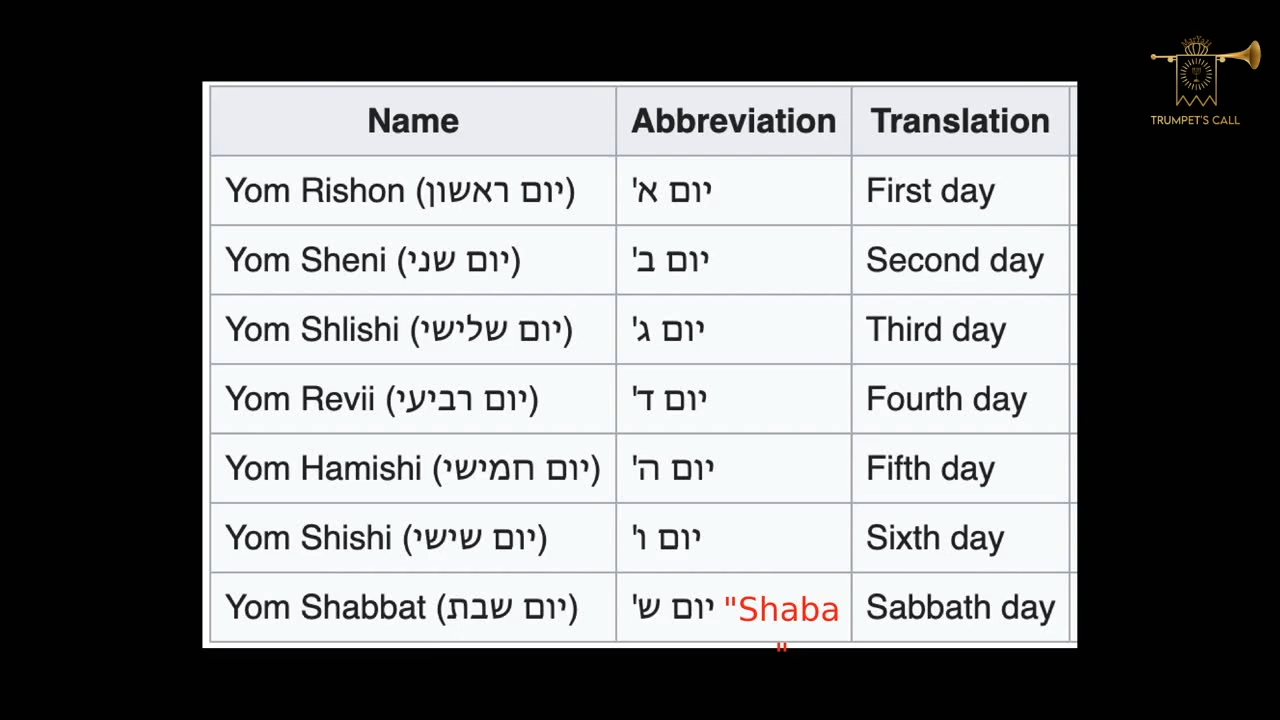 Name Abbreviation Translation
Yom Rishon (יום ראשון) יום א' First day
Yom Sheni (יום שני) יום ב' Second day
Yom Shlishi (יום שלישי) יום ג' Third day
Yom Revii (יום רביעי) יום ד' Fourth day
Yom Hamishi (יום חמישי) יום ה' Fifth day
Yom Shishi (יום שישי) יום ו' Sixth day
Yom Shabbat (יום שבת) יום ש' "Shaba Sabbath day
"
TRUMPET'S CALL